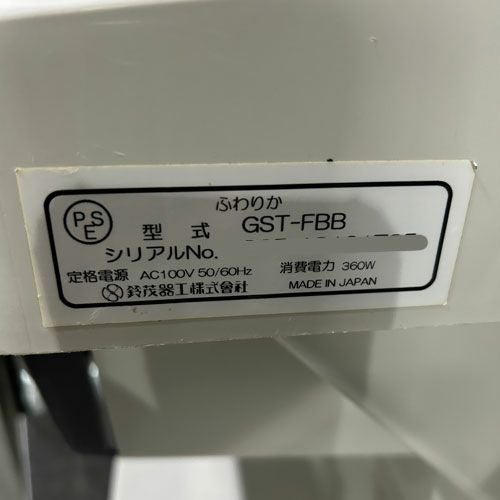 ふわりか
PSE
型式 GST-FBB
シリアルNo.
定格電源 AC100V 50/60Hz 消費電力 360W
鈴茂器工株式会社 MADE IN JAPAN